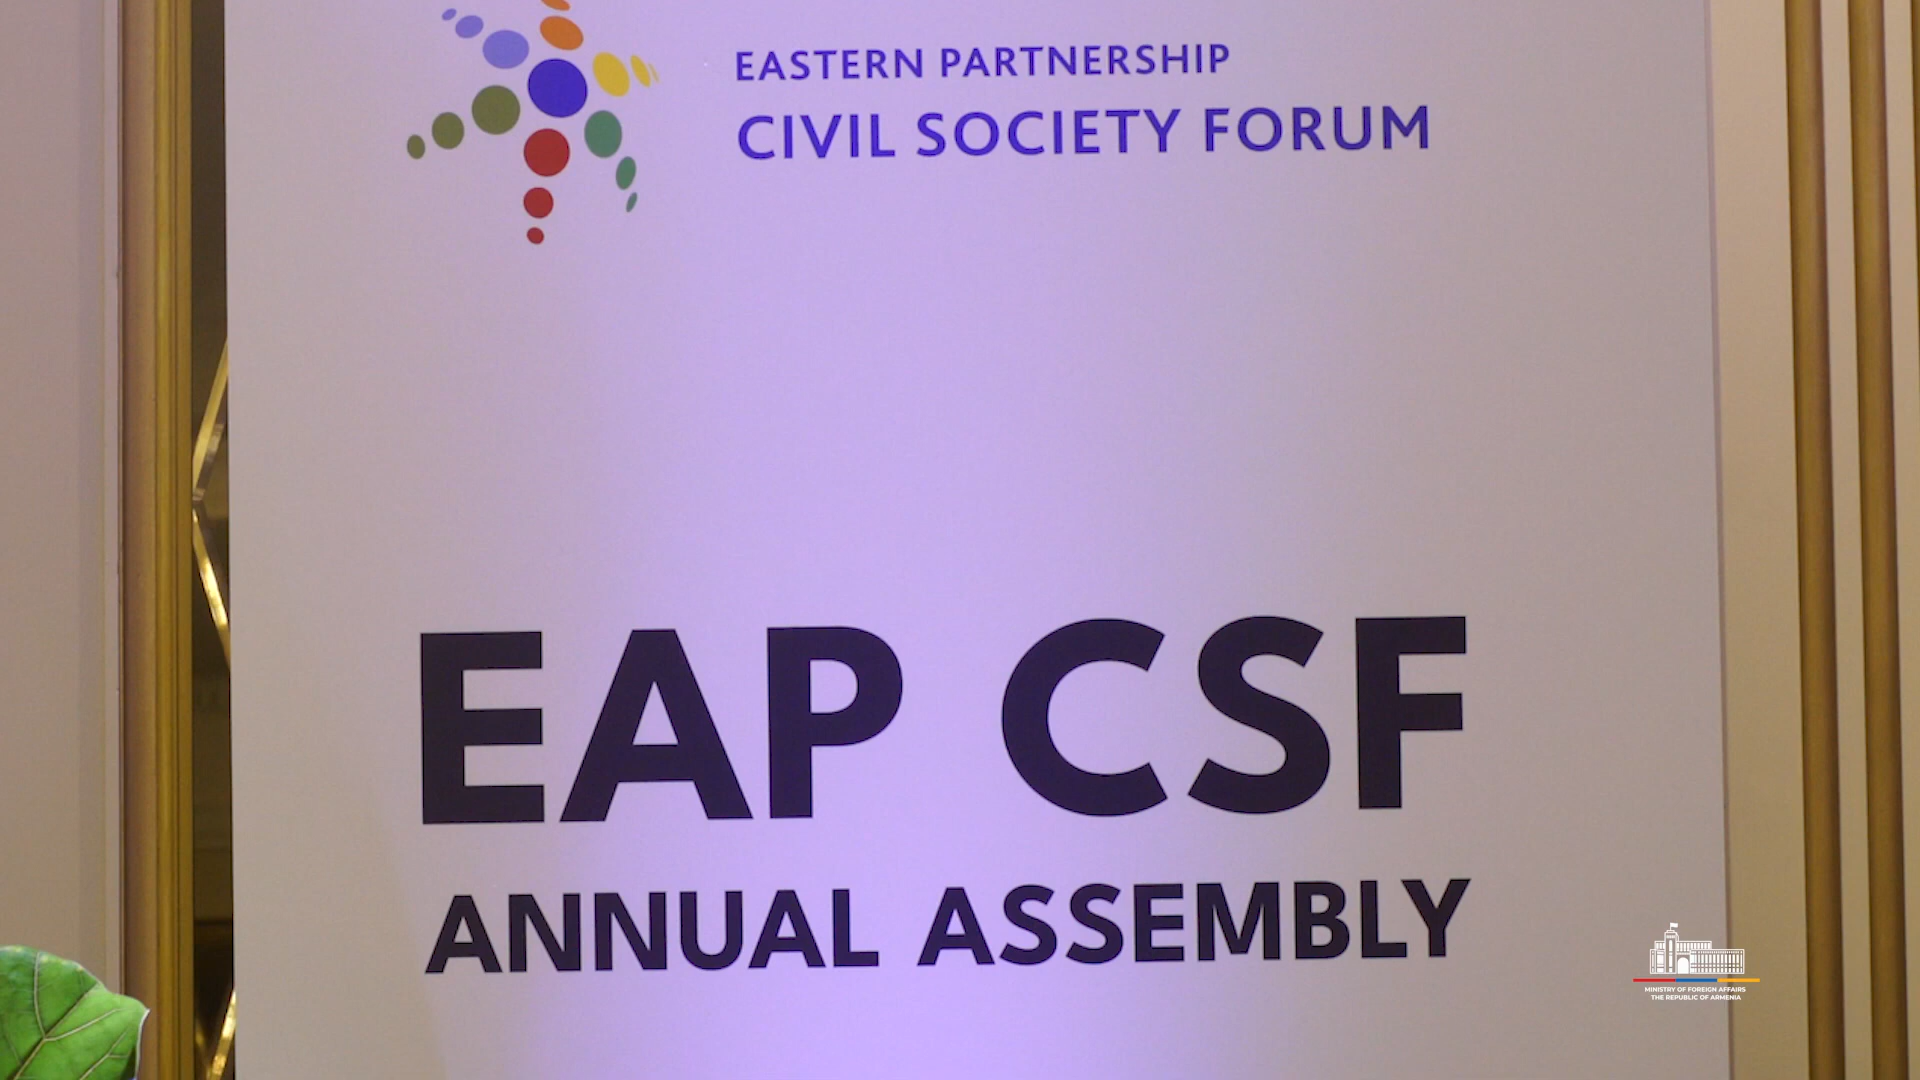 EASTERN PARTNERSHIP
CIVIL SOCIETY FORUM
EAP CSF
ANNUAL ASSEMBLY
MINISTRY OF FOREIGN AFFAIRS
THE REPUBLIC OF ARMENIA